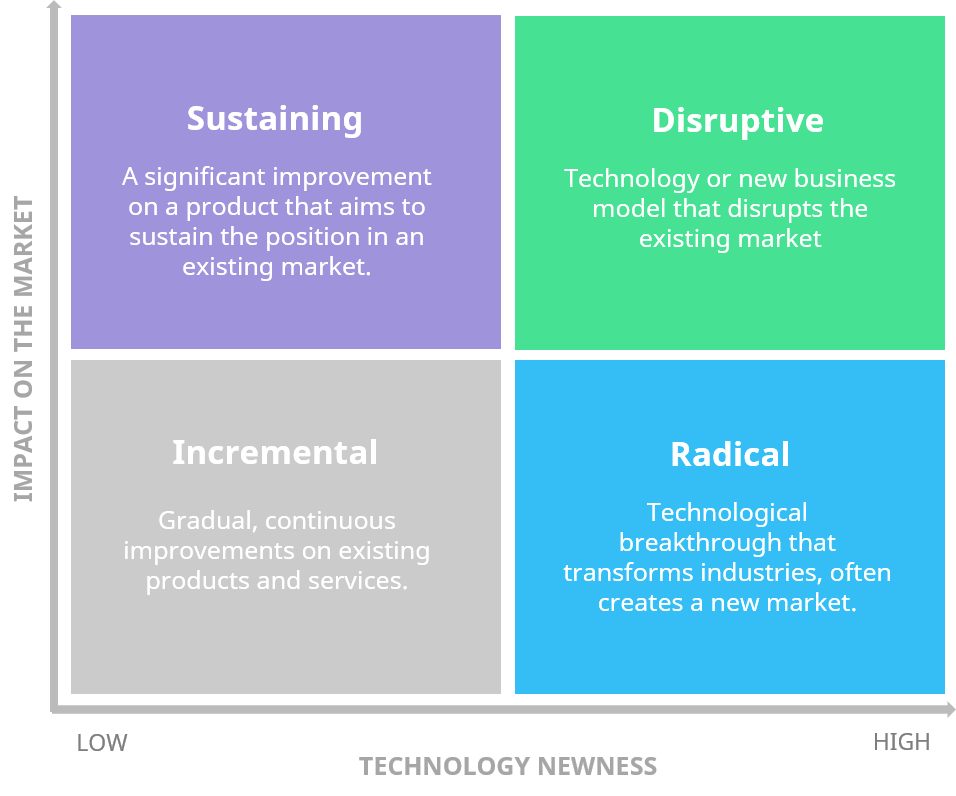 IMPACT ON THE MARKET
Sustaining
A significant improvement
on a product that aims to
sustain the position in an
existing market.
Disruptive
Technology or new business
model that disrupts the
existing market
Incremental
Gradual, continuous
improvements on existing
products and services.
Radical
Technological
breakthrough that
transforms industries, often
creates a new market.
LOW
HIGH
TECHNOLOGY NEWNESS